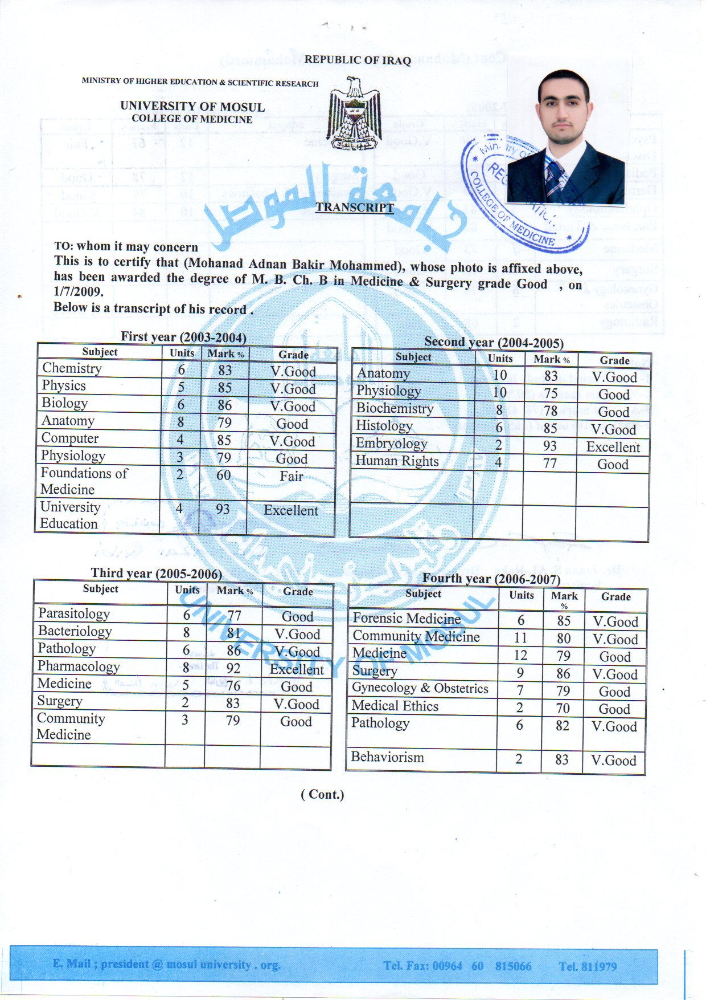 REPUBLIC OF IRAQ
MINISTRY OF HIGHER EDUCATION & SCIENTIFIC RESEARCH
UNIVERSITY OF MOSUL
COLLEGE OF MEDICINE
جامعة الموصل
REGISTRATION
COLLEGE OF MEDICINE
TRANSCRIPT
TO: whom it may concern
This is to certify that (Mohanad Adnan Bakir Mohammed), whose photo is affixed above,
has been awarded the degree of M. B. Ch. B in Medicine & Surgery grade Good , on
1/7/2009.
Below is a transcript of his record .
First year (2003-2004)
Subject Units Mark % Grade
Chemistry 6 83 V.Good
Physics 5 85 V.Good
Biology 6 86 V.Good
Anatomy 8 79 Good
Computer 4 85 V.Good
Physiology 3 79 Good
Foundations of 2 60 Fair
Medicine
University 4 93 Excellent
Education
Second year (2004-2005)
Subject Units Mark % Grade
Anatomy 10 83 V.Good
Physiology 10 75 Good
Biochemistry 8 78 Good
Histology 6 85 V.Good
Embryology 2 93 Excellent
Human Rights 4 77 Good
Third year (2005-2006)
Subject Units Mark % Grade
Parasitology 6 77 Good
Bacteriology 8 81 V.Good
Pathology 6 86 V.Good
Pharmacology 8 92 Excellent
Medicine 5 76 Good
Surgery 2 83 V.Good
Community 3 79 Good
Medicine
Fourth year (2006-2007)
Subject Units Mark Grade
%
Forensic Medicine 6 85 V.Good
Community Medicine 11 80 V.Good
Medicine 12 79 Good
Surgery 9 86 V.Good
Gynecology & Obstetrics 7 79 Good
Medical Ethics 2 70 Good
Pathology 6 82 V.Good
Behaviorism 2 83 V.Good
UNIVERSITY OF MOSUL
( Cont.)
E. Mail ; president @ mosul university . org. Tel. Fax: 00964 60 815066 Tel. 811979